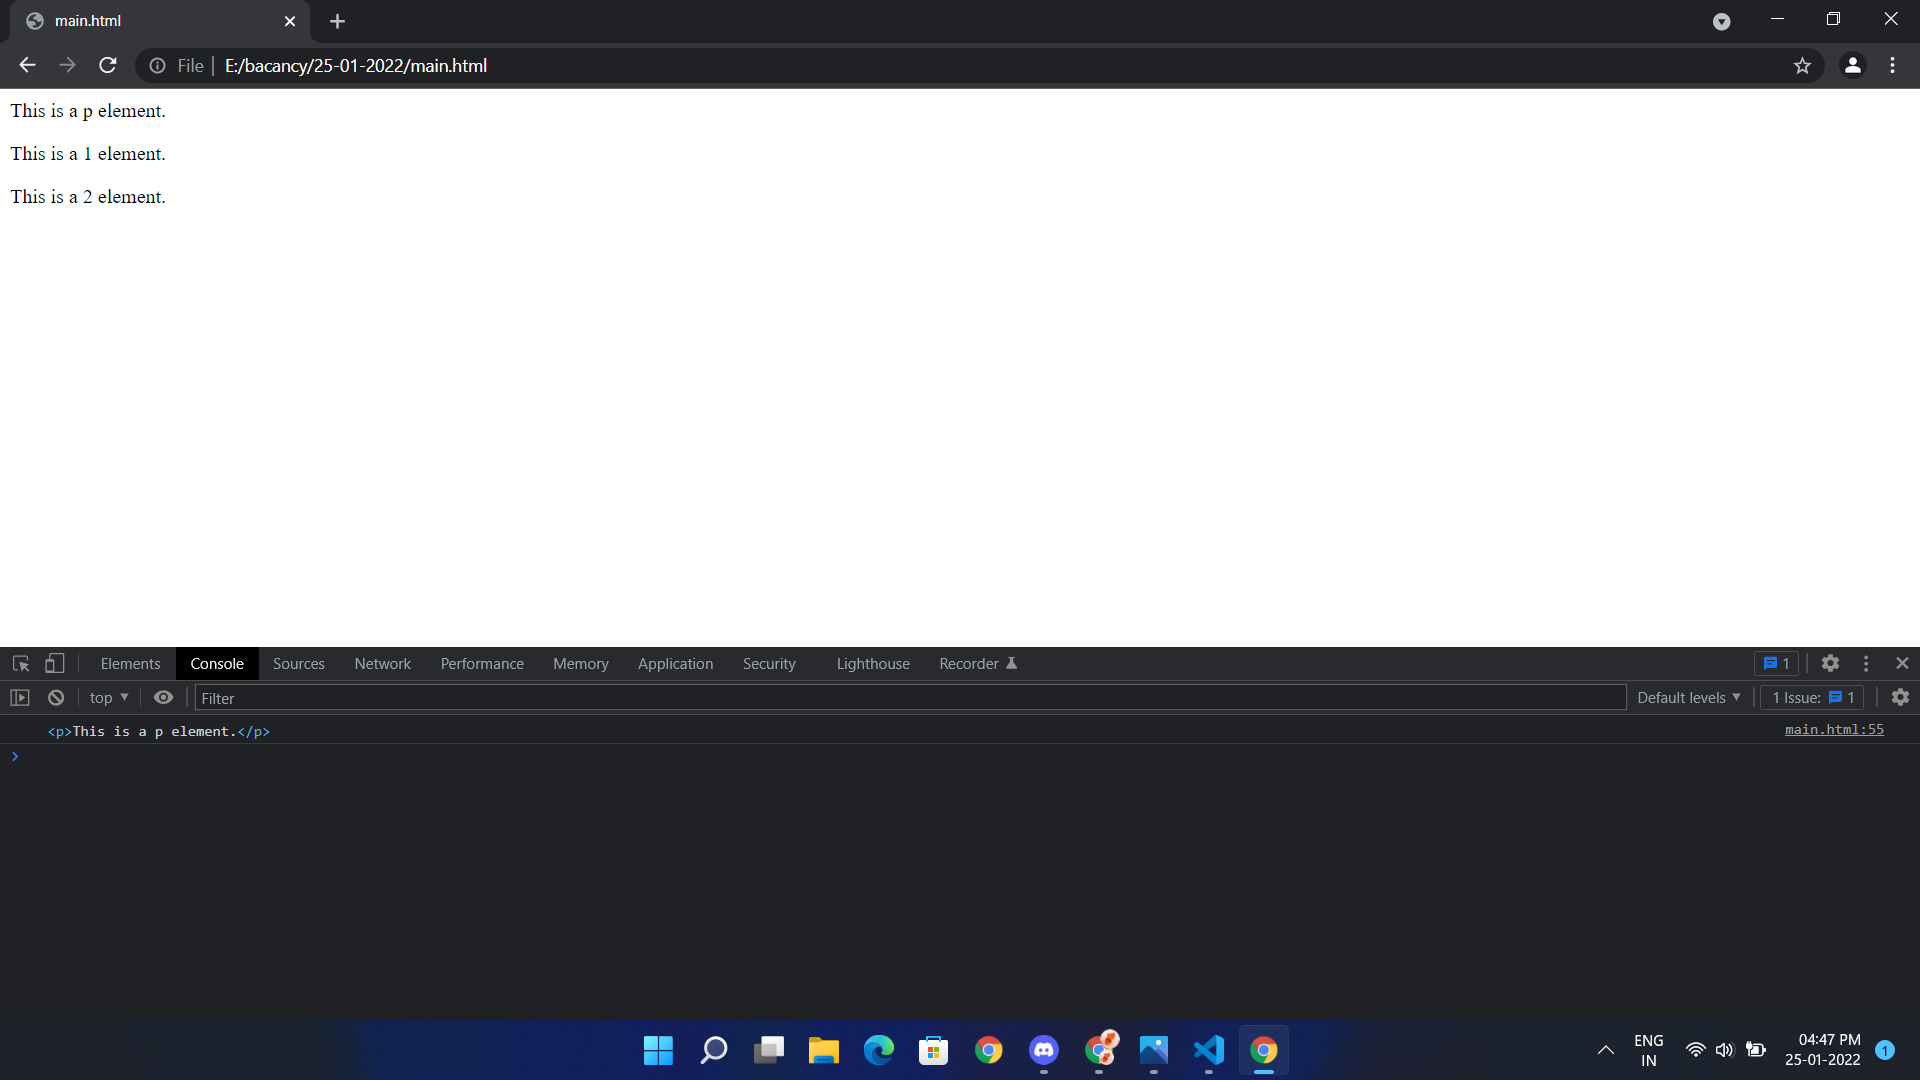 main.html
File | E:/bacancy/25-01-2022/main.html
This is a p element.
This is a 1 element.
This is a 2 element.
Elements Console Sources Network Performance Memory Application Security Lighthouse Recorder 1
top Filter Default levels 1 Issue: 1
<p>This is a p element.</p> main.html:55
ENG 04:47 PM
IN 25-01-2022 1